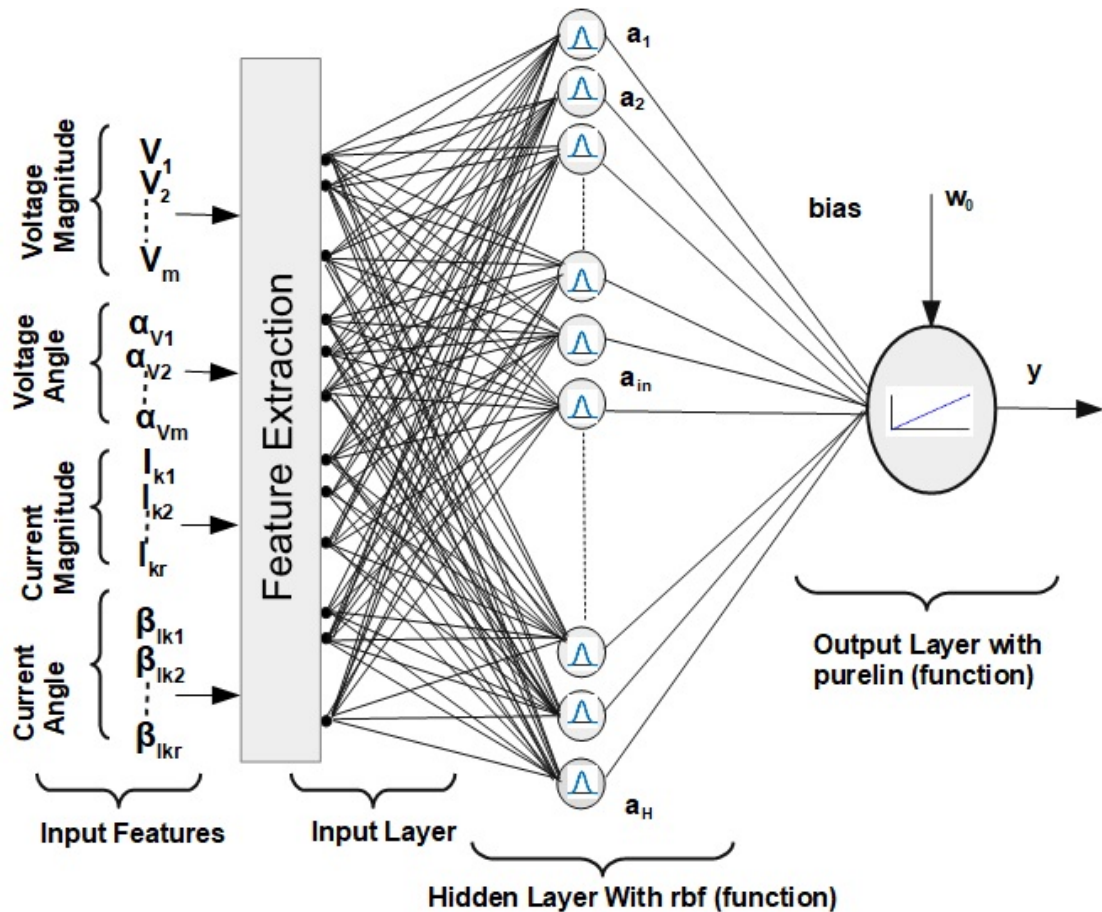 Voltage
Magnitude
V1
V2
Vm
Voltage
Angle
αV1
αV2
αVm
Current
Magnitude
Ik1
Ik2
Ikr
Current
Angle
βIk1
βIk2
βIkr
Input Features
Feature Extraction
Input Layer
a1
a2
ain
aH
Hidden Layer With rbf (function)
bias
w0
y
Output Layer with
purelin (function)